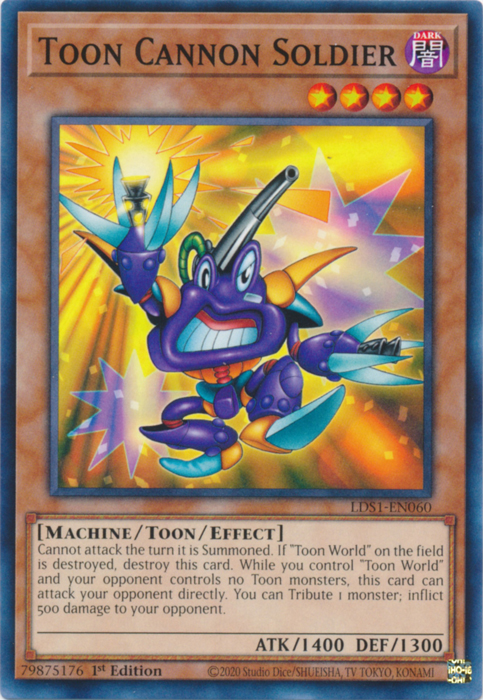 TOON CANNON SOLDIER
DARK
闇
LDS1-EN060
[MACHINE/TOON/EFFECT]
Cannot attack the turn it is Summoned. If "Toon World" on the field
is destroyed, destroy this card. While you control "Toon World"
and your opponent controls no Toon monsters, this card can
attack your opponent directly. You can Tribute 1 monster; inflict
500 damage to your opponent.
ATK/1400 DEF/1300
79875176 1st Edition
©2020 Studio Dice/SHUEISHA, TV TOKYO, KONAMI